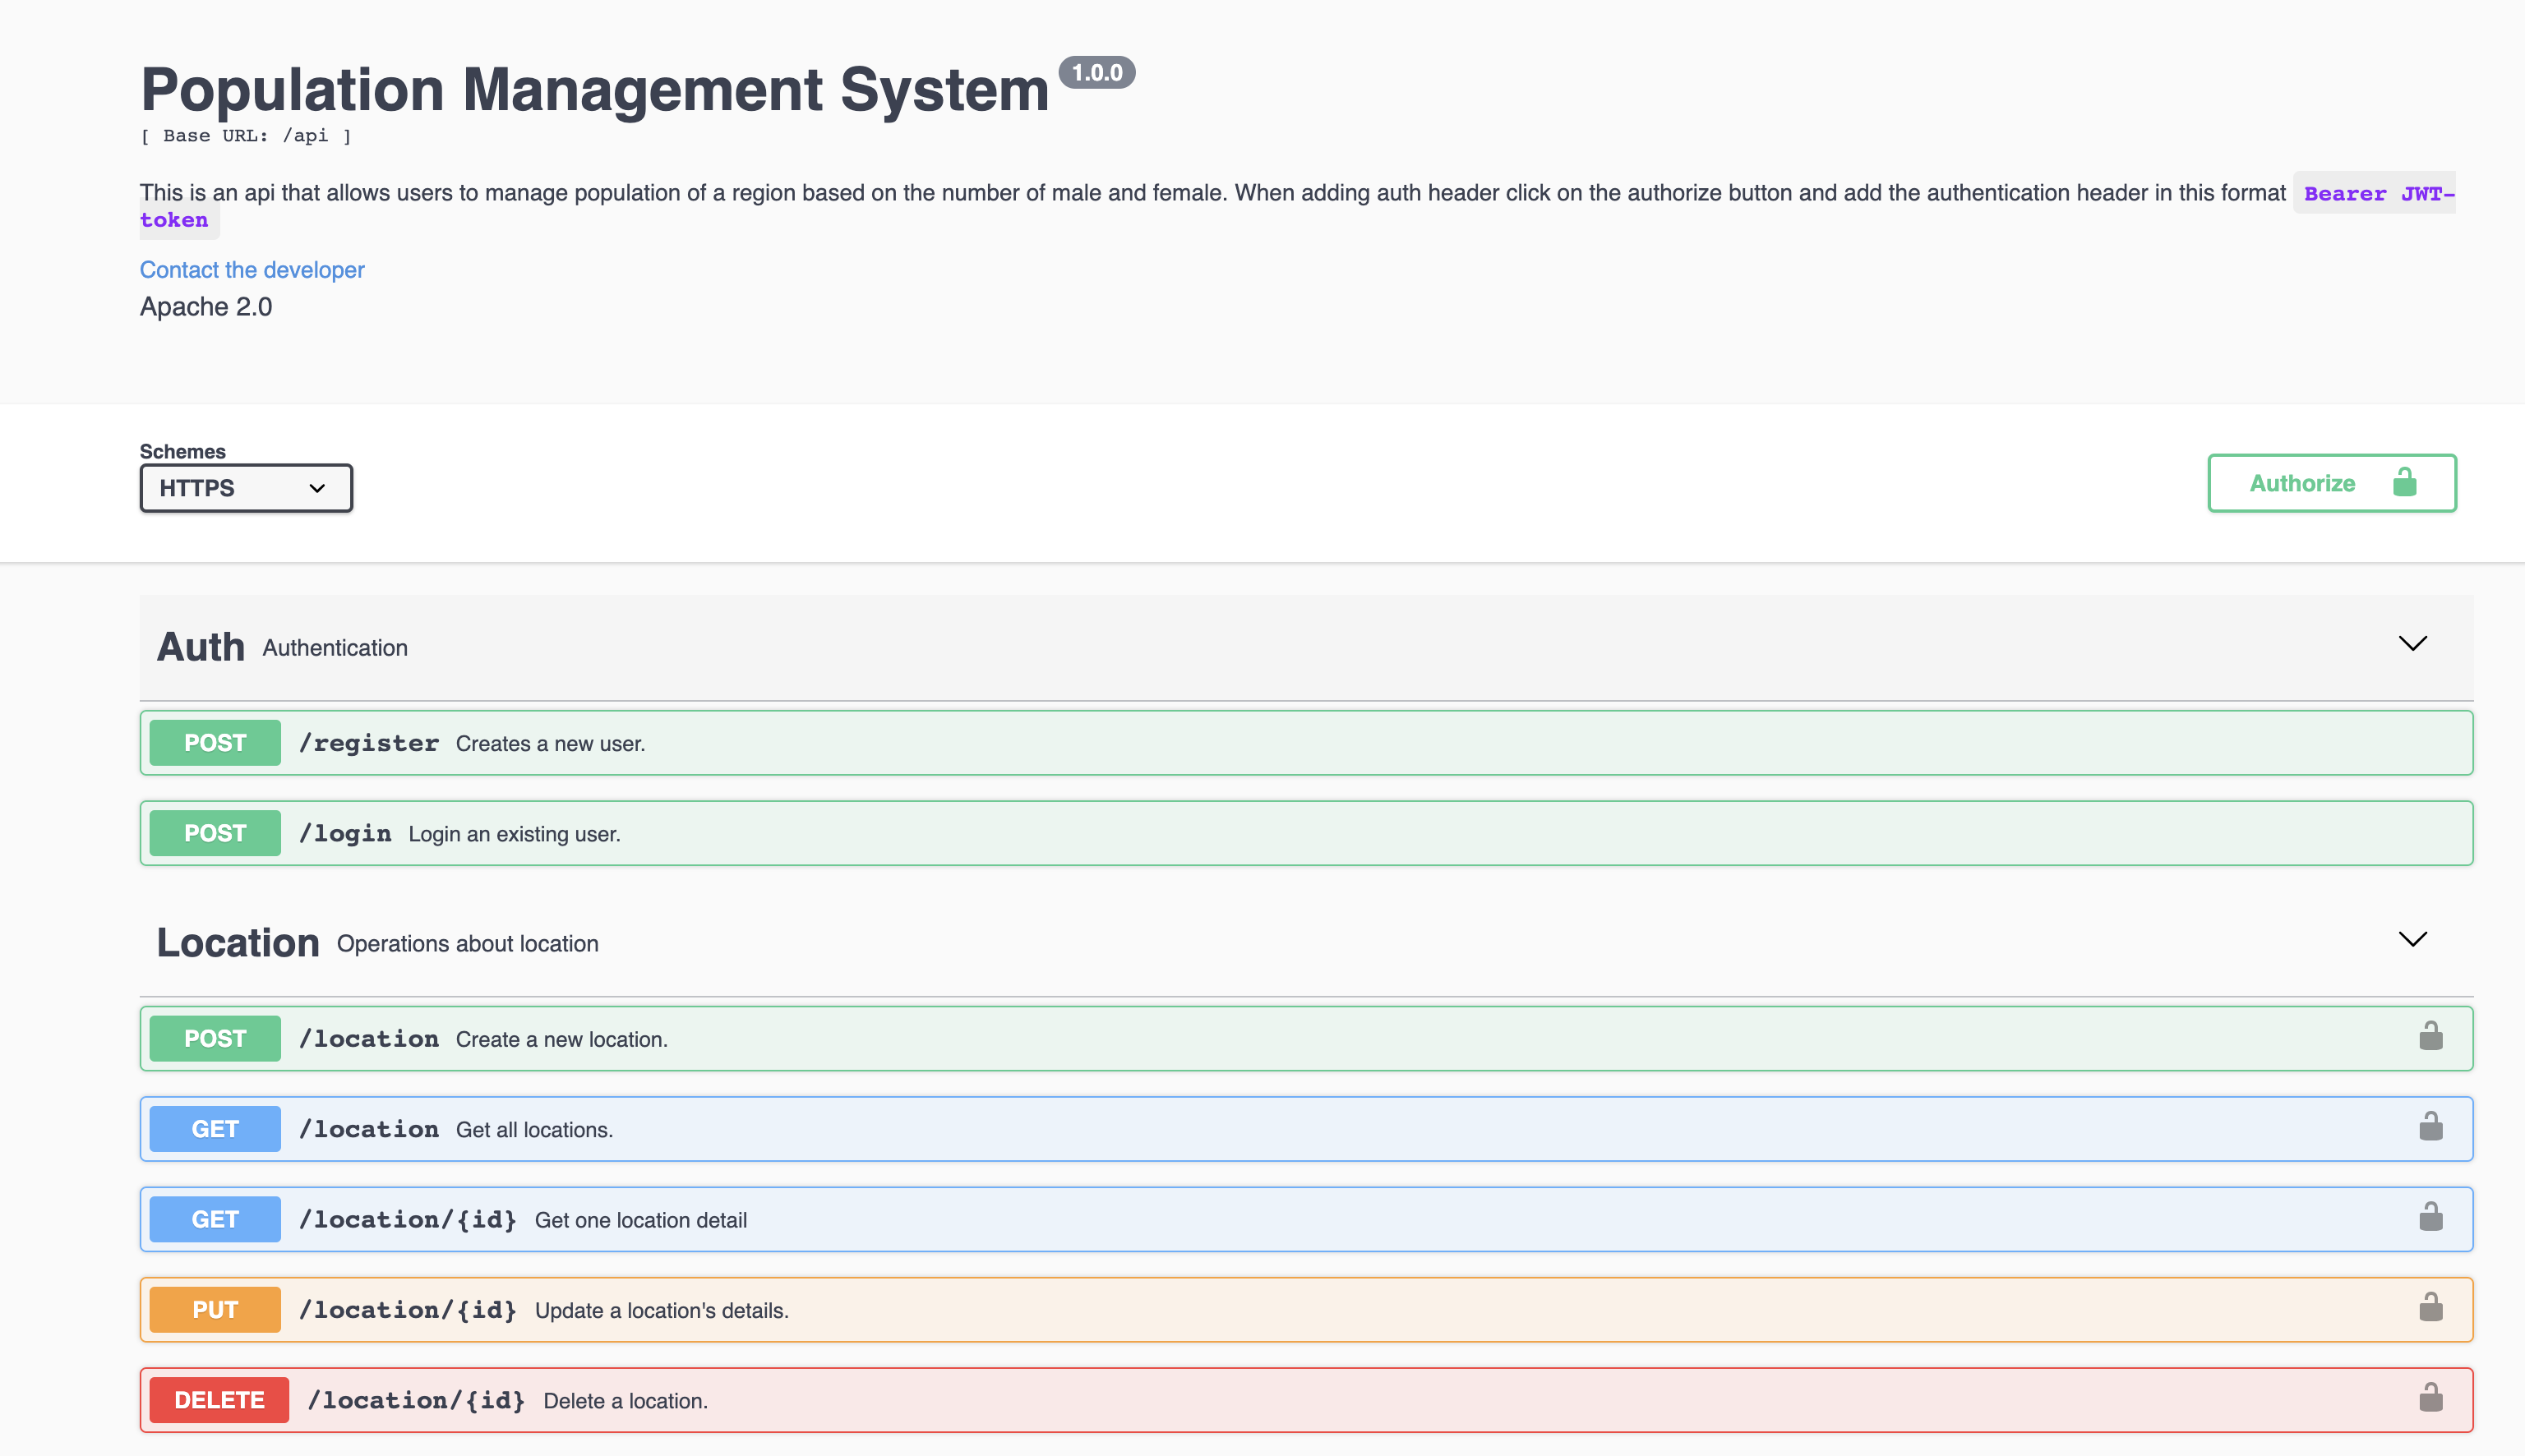 Population Management System 1.0.0
[ Base URL: /api ]
This is an api that allows users to manage population of a region based on the number of male and female. When adding auth header click on the authorize button and add the authentication header in this format Bearer JWT-
token
Contact the developer
Apache 2.0
Schemes
HTTPS
Authorize
Auth Authentication
POST /register Creates a new user.
POST /login Login an existing user.
Location Operations about location
POST /location Create a new location.
GET /location Get all locations.
GET /location/{id} Get one location detail
PUT /location/{id} Update a location's details.
DELETE /location/{id} Delete a location.